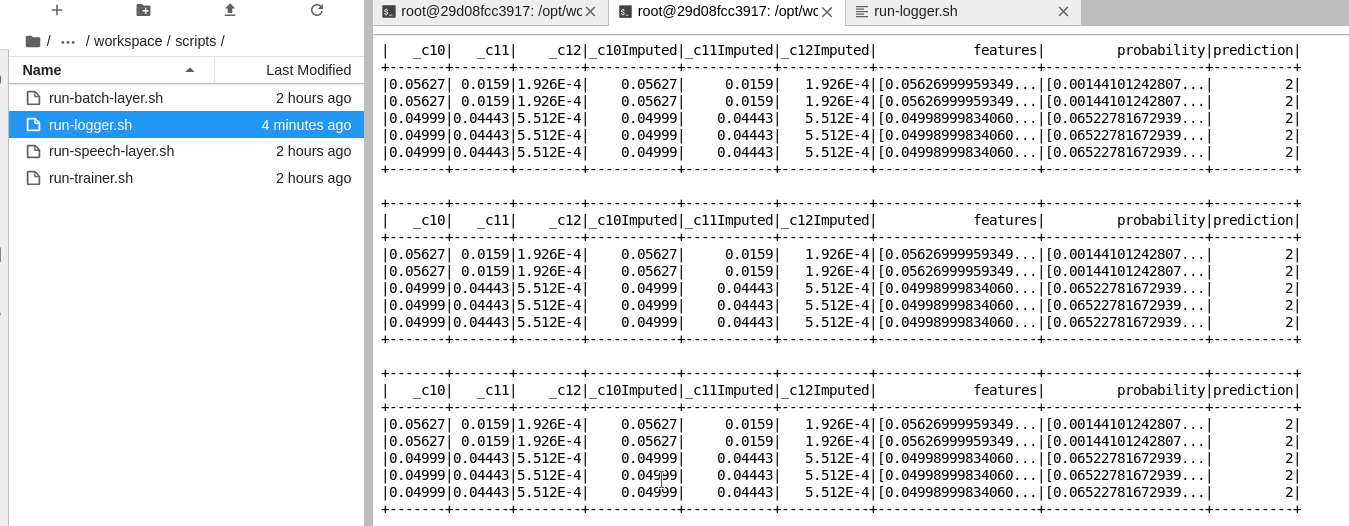 / ... / workspace / scripts /
Name Last Modified
run-batch-layer.sh 2 hours ago
run-logger.sh 4 minutes ago
run-speech-layer.sh 2 hours ago
run-trainer.sh 2 hours ago
root@29d08fcc3917: /opt/wo
root@29d08fcc3917: /opt/wo
run-logger.sh
|   _c10|   _c11|    _c12|_c10Imputed|_c11Imputed|_c12Imputed|            features|         probability|prediction|
+-------+-------+--------+-----------+-----------+-----------+--------------------+--------------------+----------+
|0.05627| 0.0159|1.926E-4|    0.05627|     0.0159|   1.926E-4|[0.05626999959349...|[0.00144101242807...|         2|
|0.05627| 0.0159|1.926E-4|    0.05627|     0.0159|   1.926E-4|[0.05626999959349...|[0.00144101242807...|         2|
|0.04999|0.04443|5.512E-4|    0.04999|    0.04443|   5.512E-4|[0.04998999834060...|[0.06522781672939...|         2|
|0.04999|0.04443|5.512E-4|    0.04999|    0.04443|   5.512E-4|[0.04998999834060...|[0.06522781672939...|         2|
|0.04999|0.04443|5.512E-4|    0.04999|    0.04443|   5.512E-4|[0.04998999834060...|[0.06522781672939...|         2|
+-------+-------+--------+-----------+-----------+-----------+--------------------+--------------------+----------+
+-------+-------+--------+-----------+-----------+-----------+--------------------+--------------------+----------+
|   _c10|   _c11|    _c12|_c10Imputed|_c11Imputed|_c12Imputed|            features|         probability|prediction|
+-------+-------+--------+-----------+-----------+-----------+--------------------+--------------------+----------+
|0.05627| 0.0159|1.926E-4|    0.05627|     0.0159|   1.926E-4|[0.05626999959349...|[0.00144101242807...|         2|
|0.05627| 0.0159|1.926E-4|    0.05627|     0.0159|   1.926E-4|[0.05626999959349...|[0.00144101242807...|         2|
|0.04999|0.04443|5.512E-4|    0.04999|    0.04443|   5.512E-4|[0.04998999834060...|[0.06522781672939...|         2|
|0.04999|0.04443|5.512E-4|    0.04999|    0.04443|   5.512E-4|[0.04998999834060...|[0.06522781672939...|         2|
|0.04999|0.04443|5.512E-4|    0.04999|    0.04443|   5.512E-4|[0.04998999834060...|[0.06522781672939...|         2|
+-------+-------+--------+-----------+-----------+-----------+--------------------+--------------------+----------+
+-------+-------+--------+-----------+-----------+-----------+--------------------+--------------------+----------+
|   _c10|   _c11|    _c12|_c10Imputed|_c11Imputed|_c12Imputed|            features|         probability|prediction|
+-------+-------+--------+-----------+-----------+-----------+--------------------+--------------------+----------+
|0.05627| 0.0159|1.926E-4|    0.05627|     0.0159|   1.926E-4|[0.05626999959349...|[0.00144101242807...|         2|
|0.05627| 0.0159|1.926E-4|    0.05627|     0.0159|   1.926E-4|[0.05626999959349...|[0.00144101242807...|         2|
|0.04999|0.04443|5.512E-4|    0.04999|    0.04443|   5.512E-4|[0.04998999834060...|[0.06522781672939...|         2|
|0.04999|0.04443|5.512E-4|    0.04999|    0.04443|   5.512E-4|[0.04998999834060...|[0.06522781672939...|         2|
|0.04999|0.04443|5.512E-4|    0.04999|    0.04443|   5.512E-4|[0.04998999834060...|[0.06522781672939...|         2|
+-------+-------+--------+-----------+-----------+-----------+--------------------+--------------------+----------+